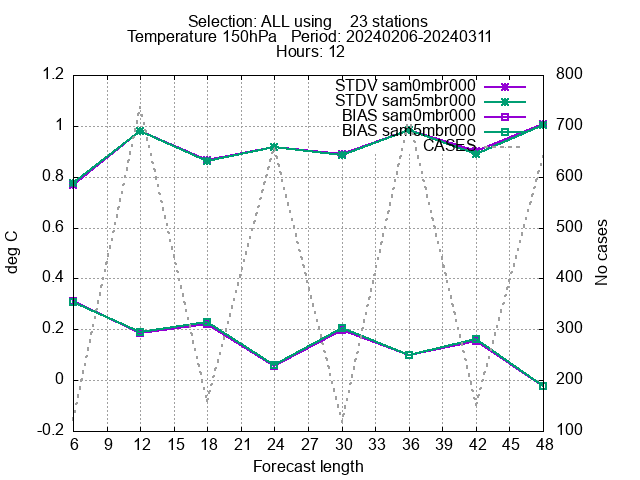 Selection: ALL using 23 stations
Temperature 150hPa Period: 20240206-20240311
Hours: 12
STDV sam0mbr000
STDV sam5mbr000
BIAS sam0mbr000
BIAS sam5mbr000
CASES
1.2
1
0.8
0.6
0.4
0.2
0
-0.2
deg C
800
700
600
500
400
300
200
100
No cases
6 9 12 15 18 21 24 27 30 33 36 39 42 45 48
Forecast length